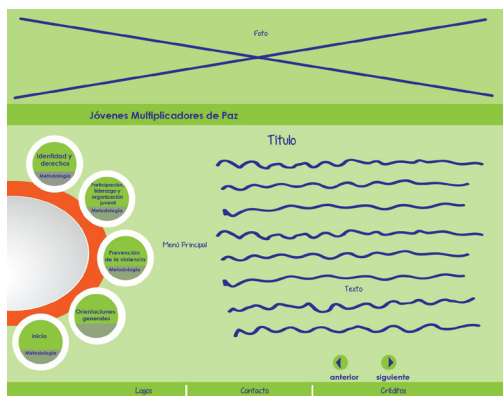 Foto
Jóvenes Multiplicadores de Paz
Identidad y
derechos
Metodología
Participación,
liderazgo y
organización
juvenil
Metodología
Prevención
de la violencia
Metodología
Orientaciones
generales
Inicio
Metodología
Menú Principal
Título
Texto
anterior
siguiente
Logos
Contacto
Créditos